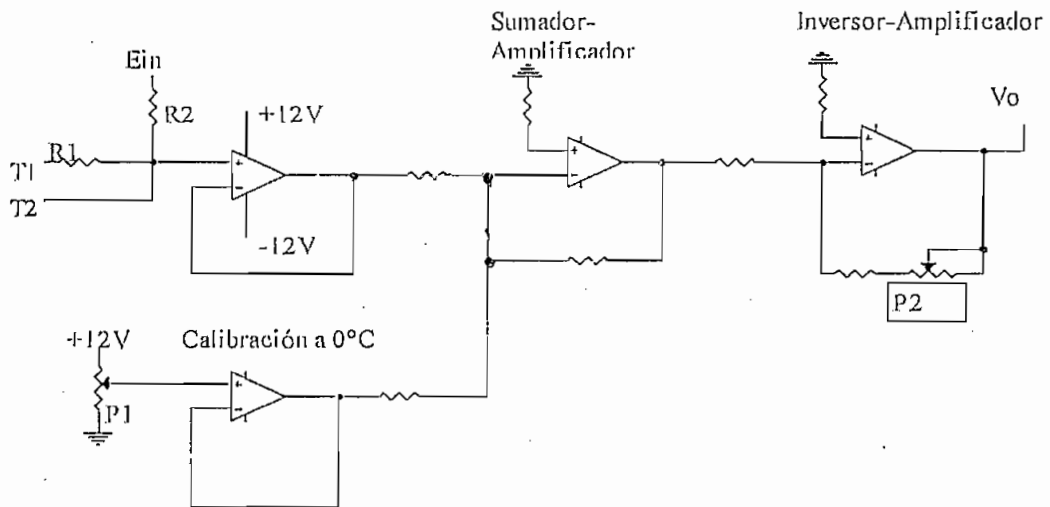 Sumador-
Amplificador
Inversor-Amplificador
Ein
R2
+12V
Vo
R1
T1
T2
-12V
P2
+12V
Calibración a 0°C
P1